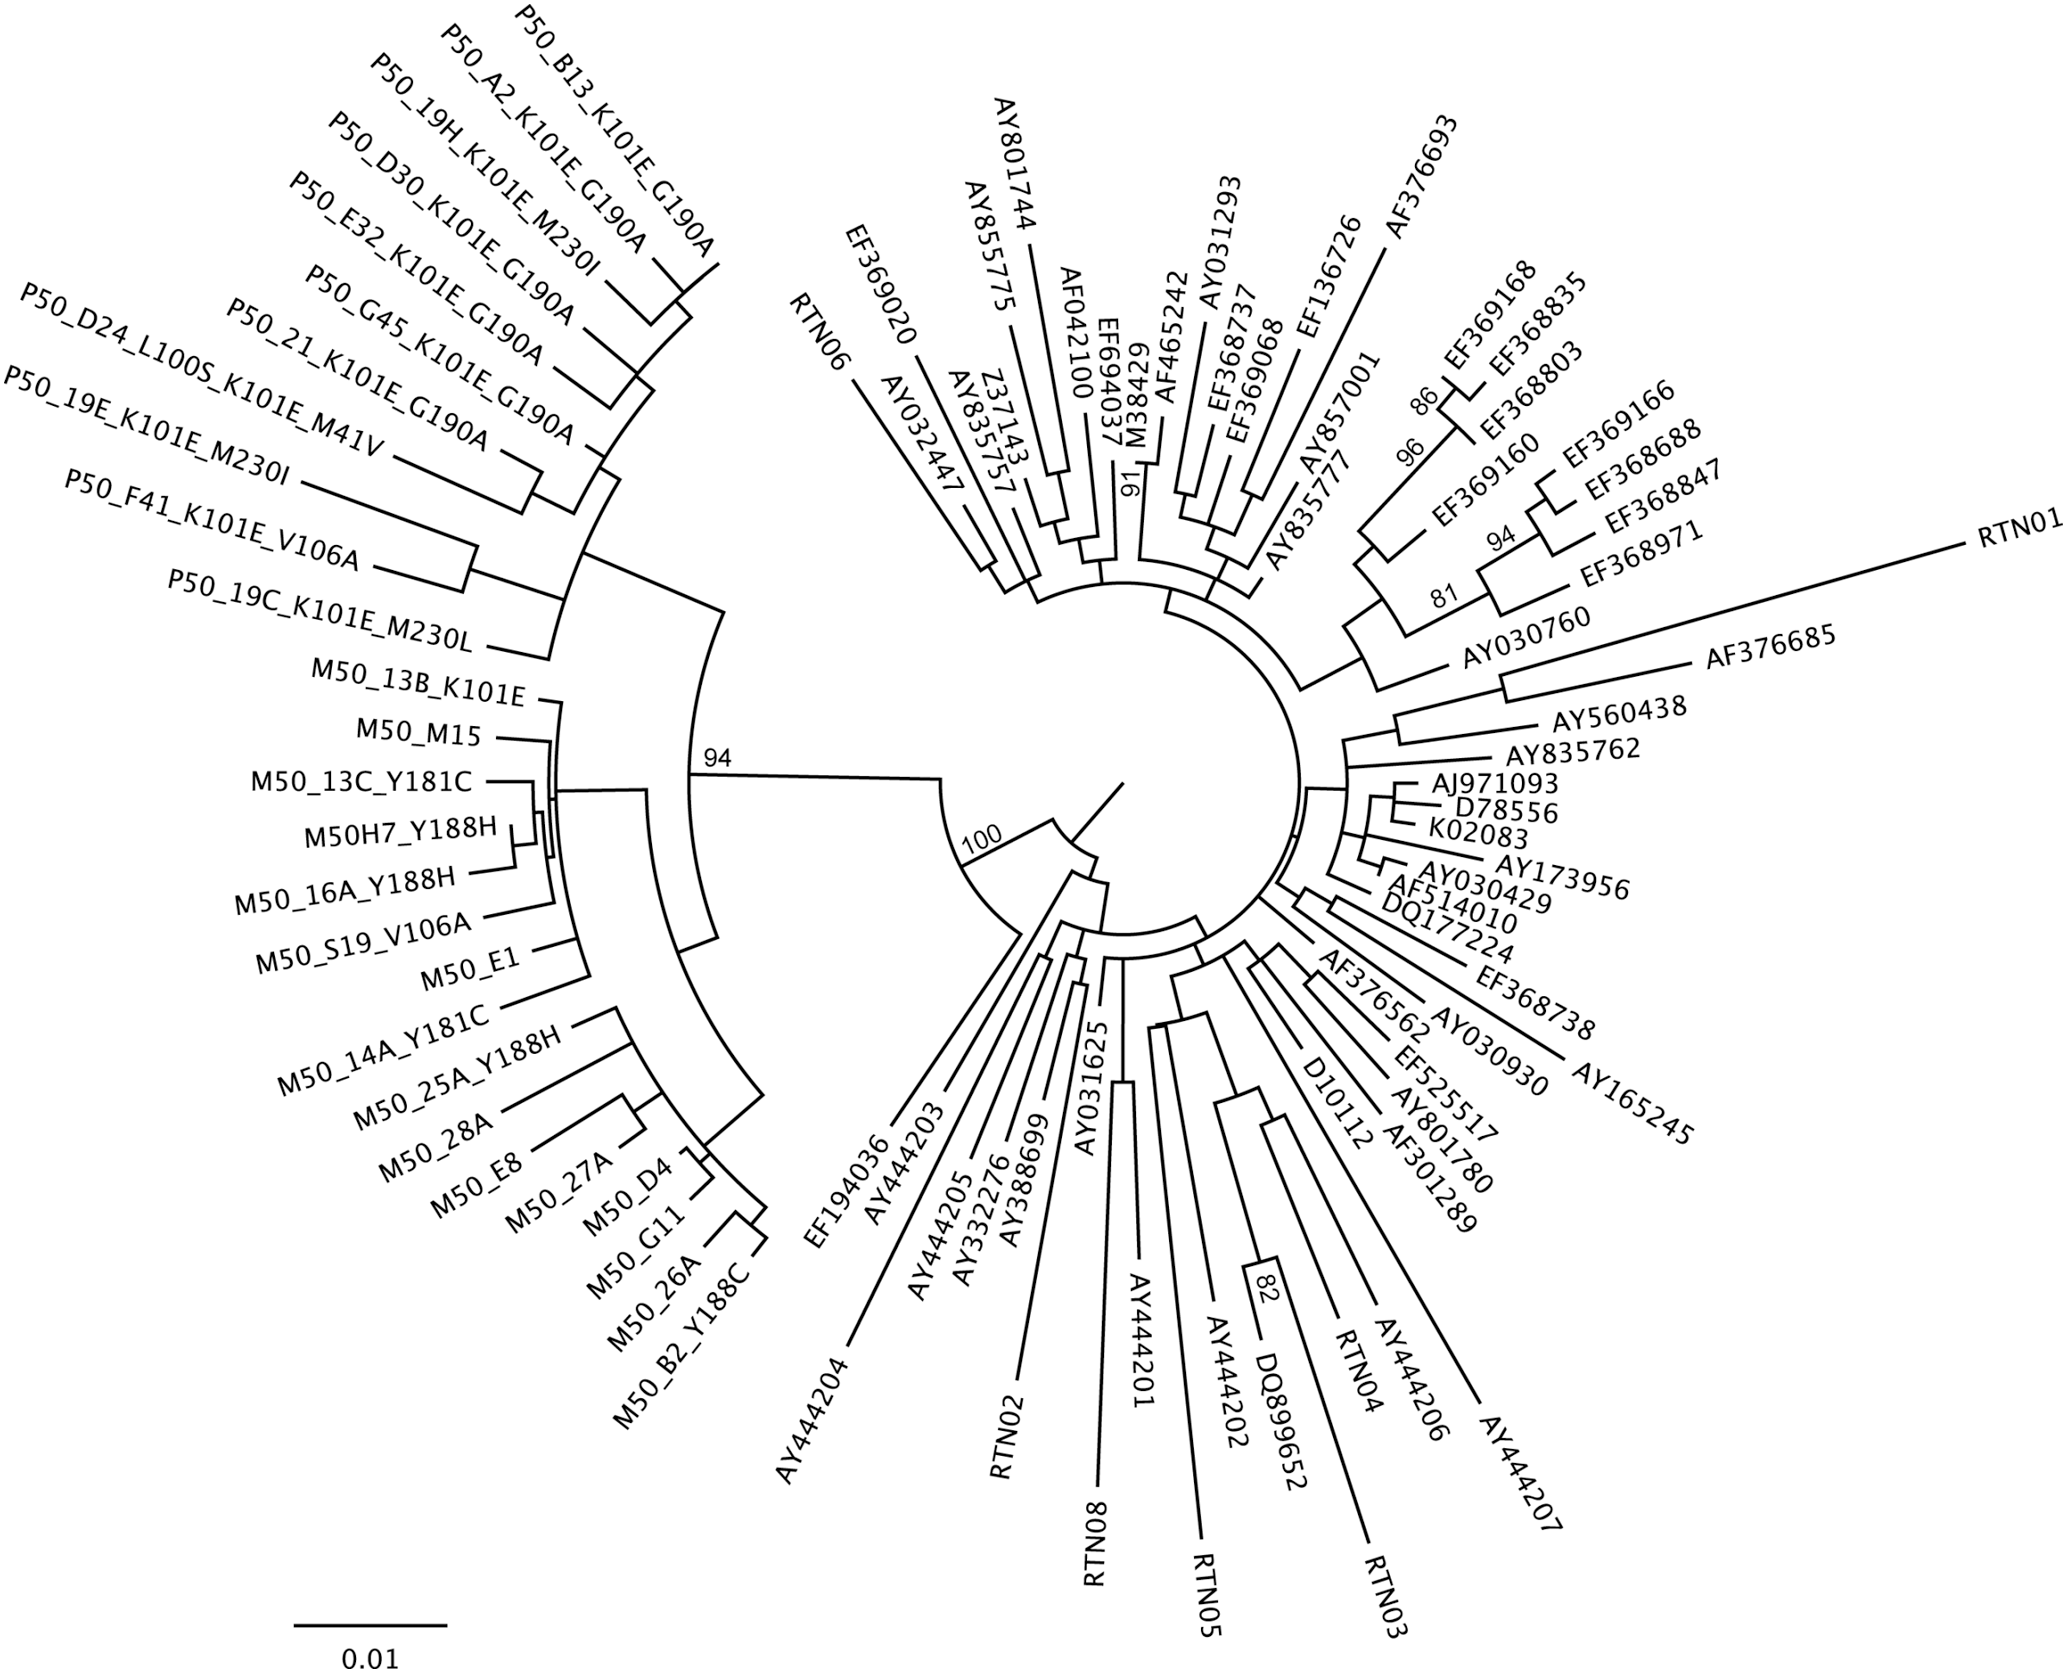 P50_B13_K101E_G190A
P50_A2_K101E_G190A
P50_19H_K101E_M230I
P50_D30_K101E_G190A
P50_E32_K101E_G190A
P50_G45_K101E_G190A
P50_21_K101E_G190A
P50_D24_L100S_K101E_M41V
P50_19E_K101E_M230I
P50_F41_K101E_V106A
P50_19C_K101E_M230L
M50_13B_K101E
M50_M15
M50_13C_Y181C
M50H7_Y188H
M50_16A_Y188H
M50_S19_V106A
M50_E1
M50_14A_Y181C
M50_25A_Y188H
M50_28A
M50_E8
M50_27A
M50_D4
M50_G11
M50_26A
M50_B2_Y188C
94
100
EF194036
AY444203
AY444204
AY444205
AY332276
AY388699
RTN02
AY031625
RTN08
AY444201
RTN05
AY444202
82
DQ899652
RTN03
RTN04
AY444206
AY444207
D10112
AF301289
AY801780
EF525517
AF376562
AY030930
AY165245
EF368738
DQ177224
AF514010
AY030429
AY173956
K02083
D78556
AJ971093
AY835762
AY560438
AF376685
RTN01
AY030760
81
EF368971
94
EF368847
EF368688
EF369166
EF369160
96
86
EF368803
EF368835
EF369168
AY835777
AY857001
AF376693
EF136726
EF369068
EF368737
AY031293
AF465242
91
M38429
EF694037
AF042100
AY801744
AY855775
Z37143
AY835757
EF369020
AY032447
RTN06
0.01